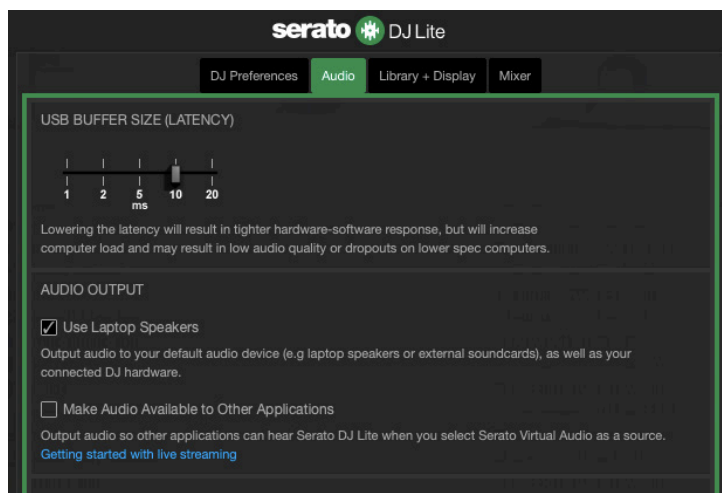 serato DJ Lite
DJ Preferences Audio Library + Display Mixer
USB BUFFER SIZE (LATENCY)
1 2 5 10 20
ms
Lowering the latency will result in tighter hardware-software response, but will increase
computer load and may result in low audio quality or dropouts on lower spec computers.
AUDIO OUTPUT
Use Laptop Speakers
Output audio to your default audio device (e.g laptop speakers or external soundcards), as well as your
connected DJ hardware.
Make Audio Available to Other Applications
Output audio so other applications can hear Serato DJ Lite when you select Serato Virtual Audio as a source.
Getting started with live streaming